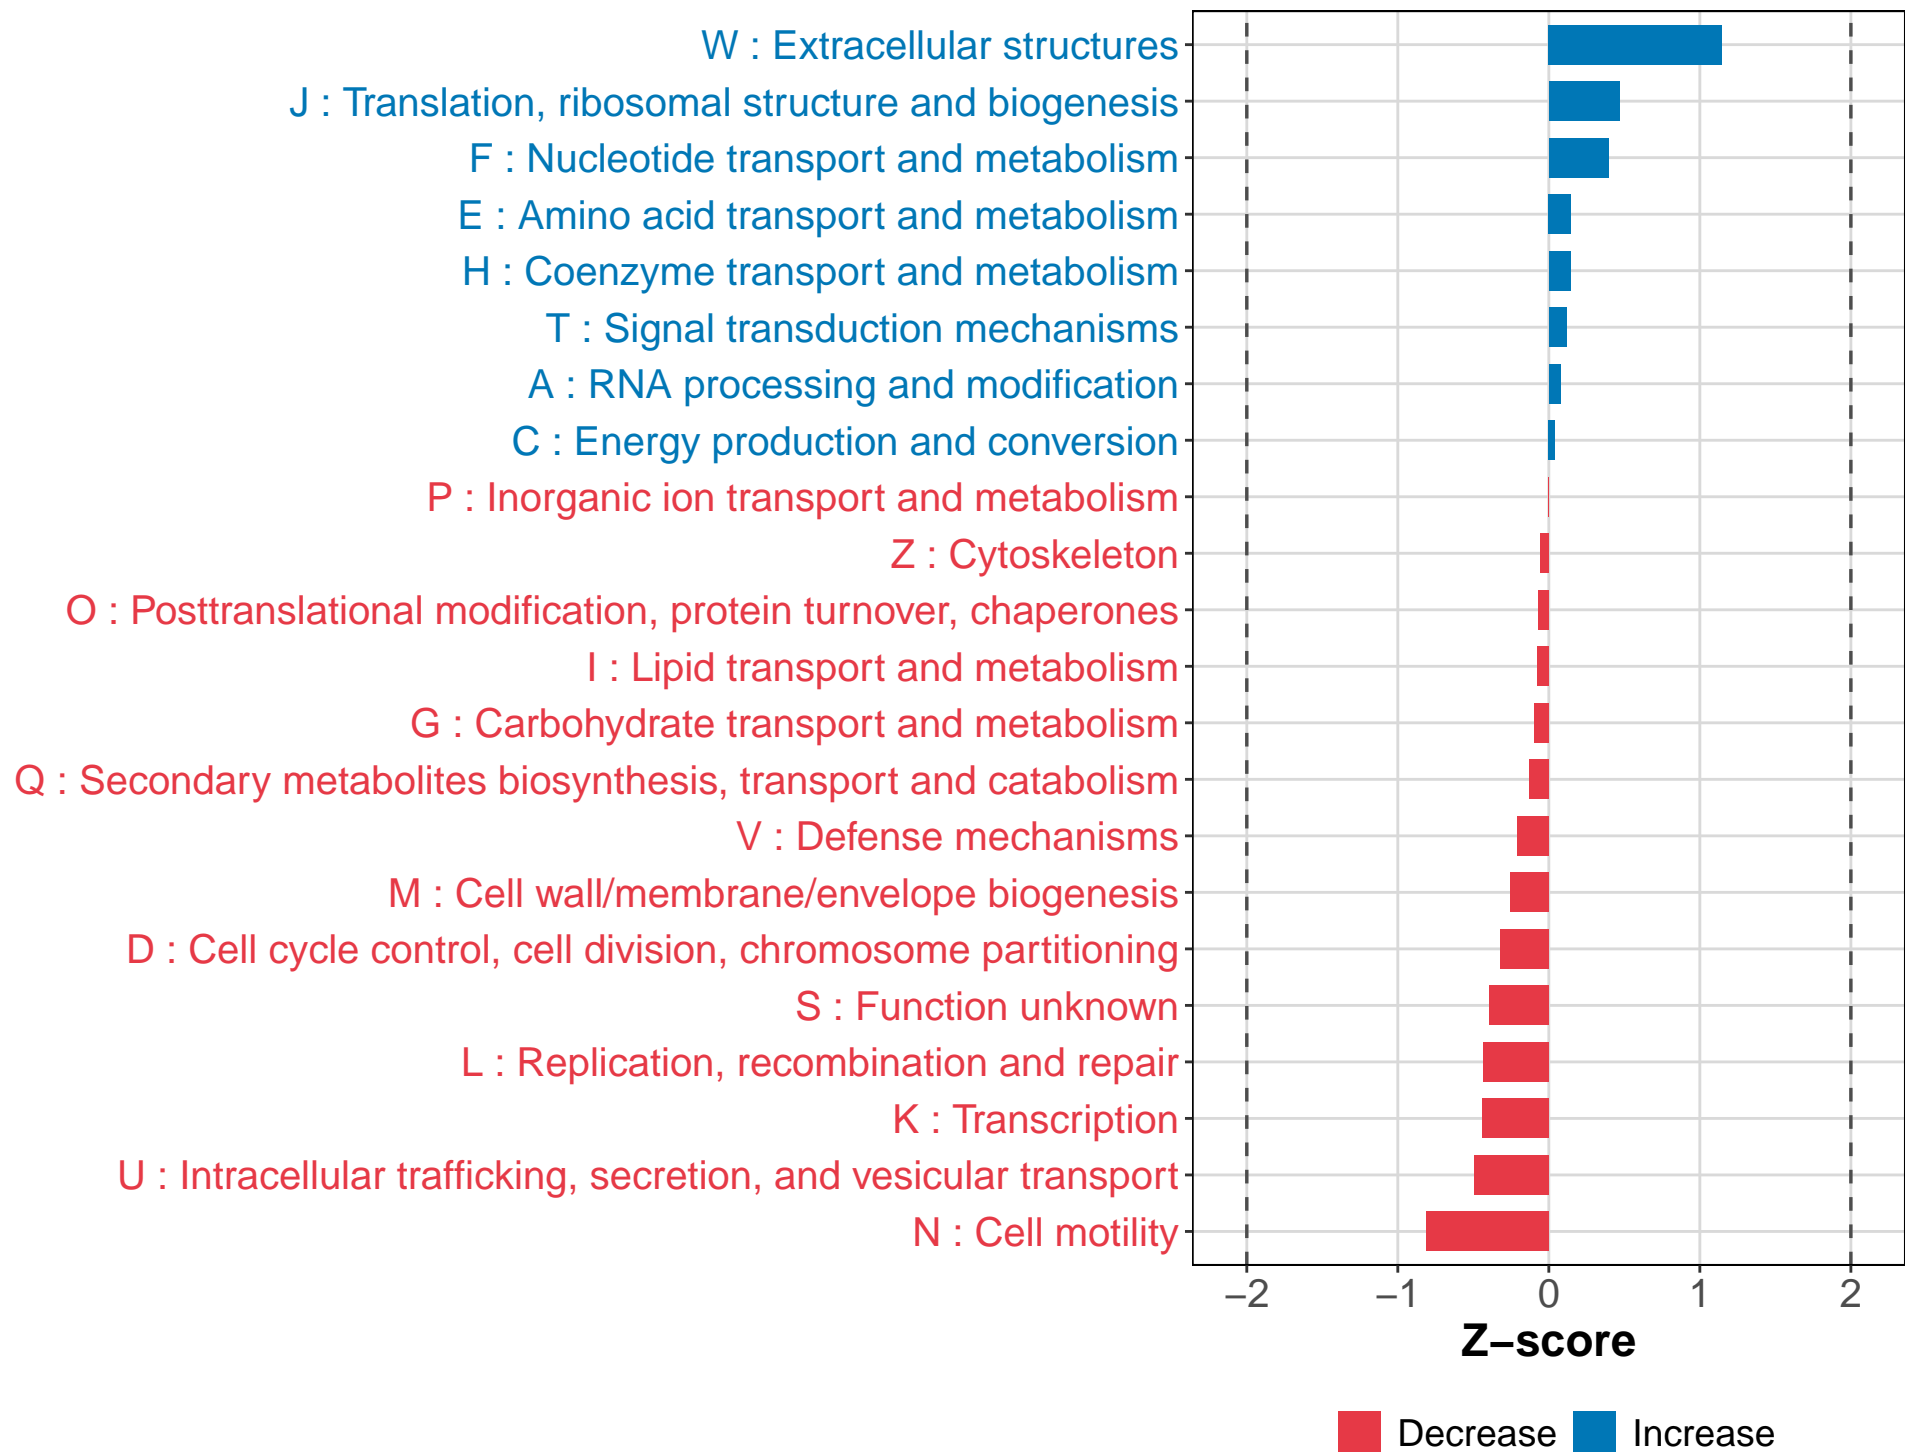 W : Extracellular structures
J : Translation, ribosomal structure and biogenesis
F : Nucleotide transport and metabolism
E : Amino acid transport and metabolism
H : Coenzyme transport and metabolism
T : Signal transduction mechanisms
A : RNA processing and modification
C : Energy production and conversion
P : Inorganic ion transport and metabolism
Z : Cytoskeleton
O : Posttranslational modification, protein turnover, chaperones
I : Lipid transport and metabolism
G : Carbohydrate transport and metabolism
Q : Secondary metabolites biosynthesis, transport and catabolism
V : Defense mechanisms
M : Cell wall/membrane/envelope biogenesis
D : Cell cycle control, cell division, chromosome partitioning
S : Function unknown
L : Replication, recombination and repair
K : Transcription
U : Intracellular trafficking, secretion, and vesicular transport
N : Cell motility
−2 −1 0 1 2
Z−score
Decrease Increase